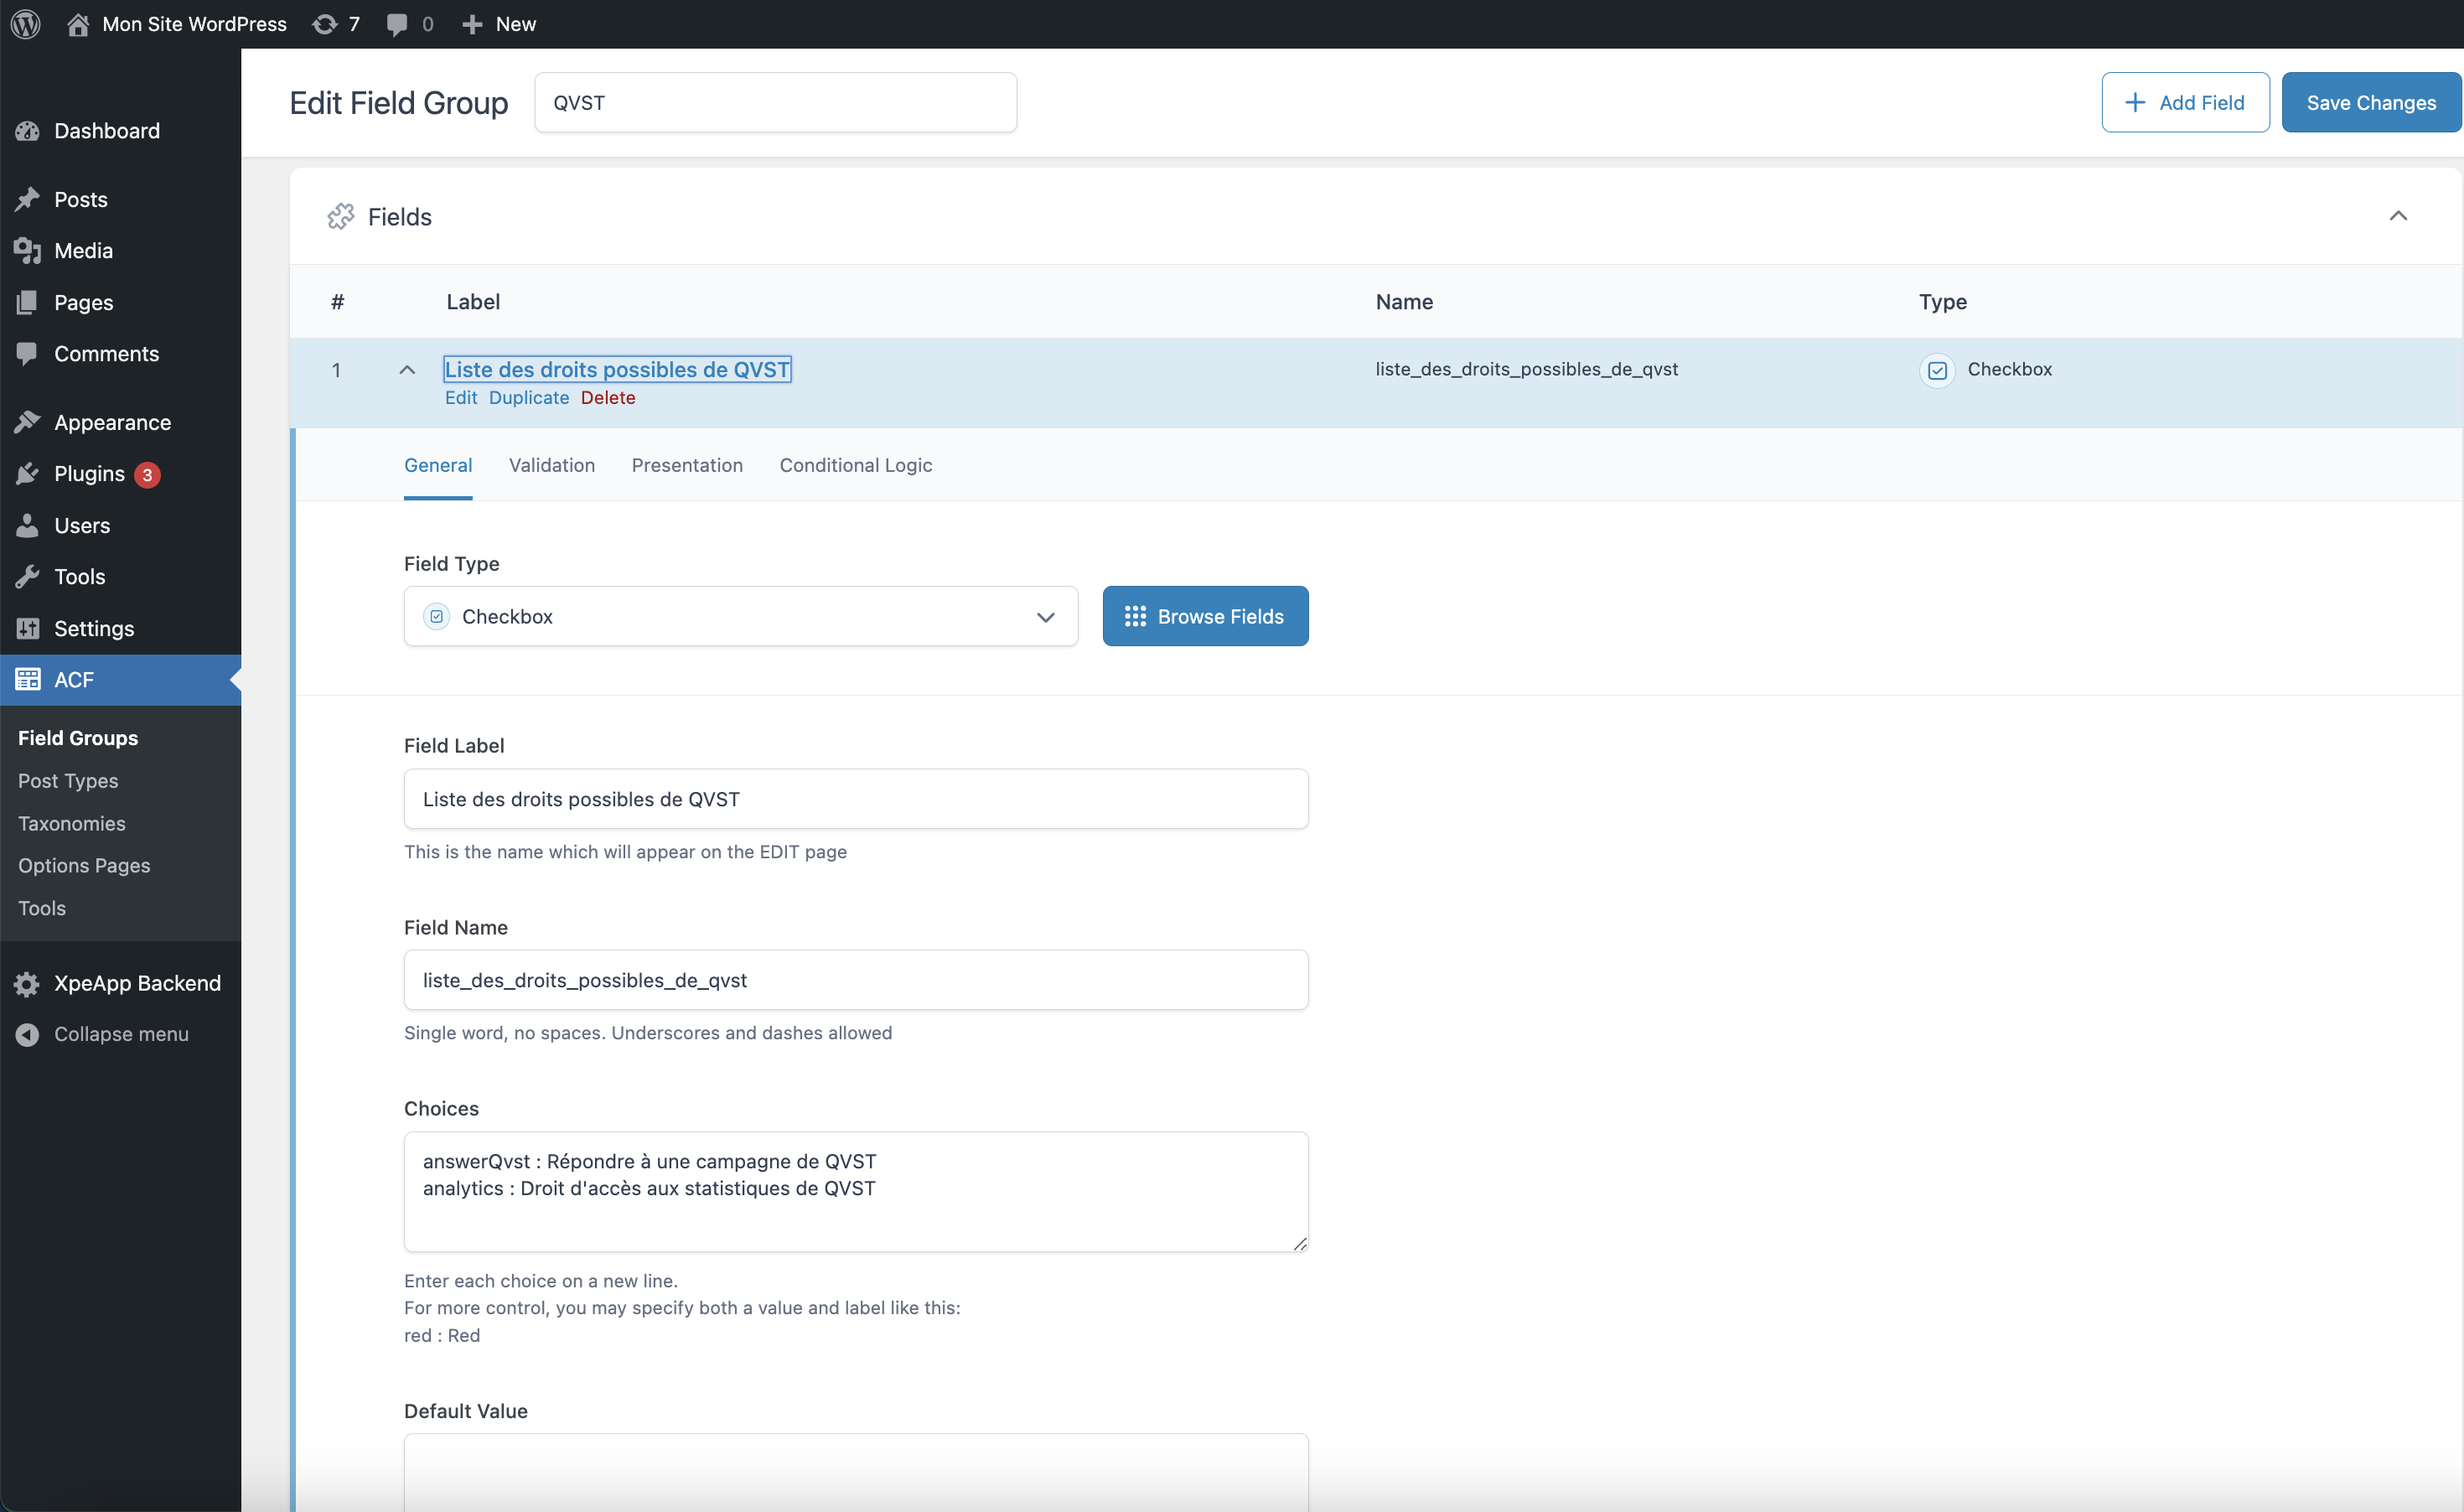 Mon Site WordPress 7 0 New
Dashboard
Posts
Media
Pages
Comments
Appearance
Plugins 3
Users
Tools
Settings
ACF
Field Groups
Post Types
Taxonomies
Options Pages
Tools
XpeApp Backend
Collapse menu
Edit Field Group QVST Add Field Save Changes
Fields
# Label Name Type
1 Liste des droits possibles de QVST liste_des_droits_possibles_de_qvst Checkbox
Edit Duplicate Delete
General Validation Presentation Conditional Logic
Field Type
Checkbox Browse Fields
Field Label
Liste des droits possibles de QVST
This is the name which will appear on the EDIT page
Field Name
liste_des_droits_possibles_de_qvst
Single word, no spaces. Underscores and dashes allowed
Choices
answerQvst : Répondre à une campagne de QVST
analytics : Droit d'accès aux statistiques de QVST
Enter each choice on a new line.
For more control, you may specify both a value and label like this:
red : Red
Default Value